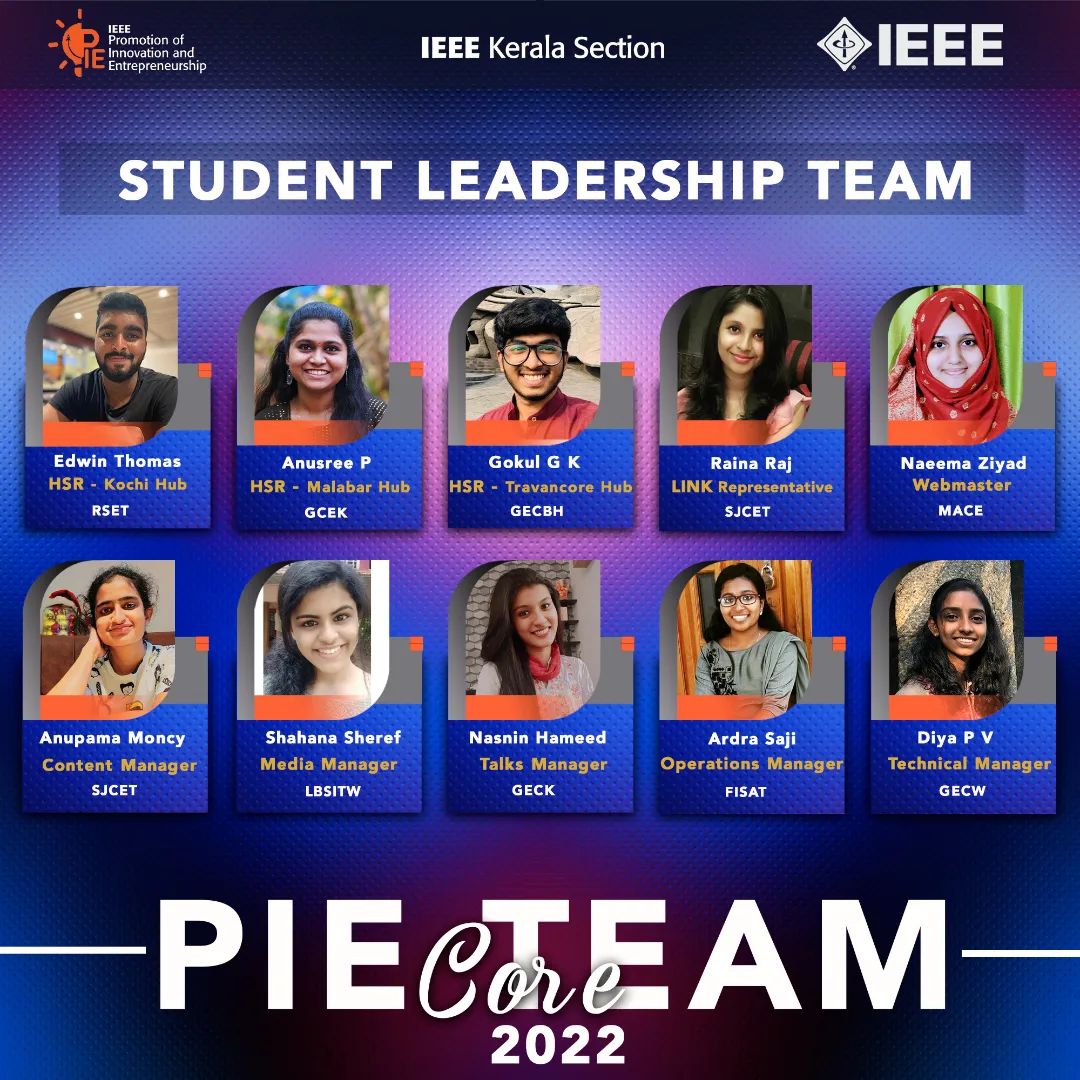 PIE
IEEE
Promotion of
Innovation and
Entrepreneurship
IEEE Kerala Section
IEEE
STUDENT LEADERSHIP TEAM
Edwin Thomas
HSR - Kochi Hub
RSET
Anusree P
HSR - Malabar Hub
GCEK
Gokul G K
HSR - Travancore Hub
GECBH
Raina Raj
LINK Representative
SJCET
Naeema Ziyad
Webmaster
MACE
Anupama Moncy
Content Manager
SJCET
Shahana Sheref
Media Manager
LBSITW
Nasnin Hameed
Talks Manager
GECK
Ardra Saji
Operations Manager
FISAT
Diya P V
Technical Manager
GECW
PIE TEAM
Core
2022